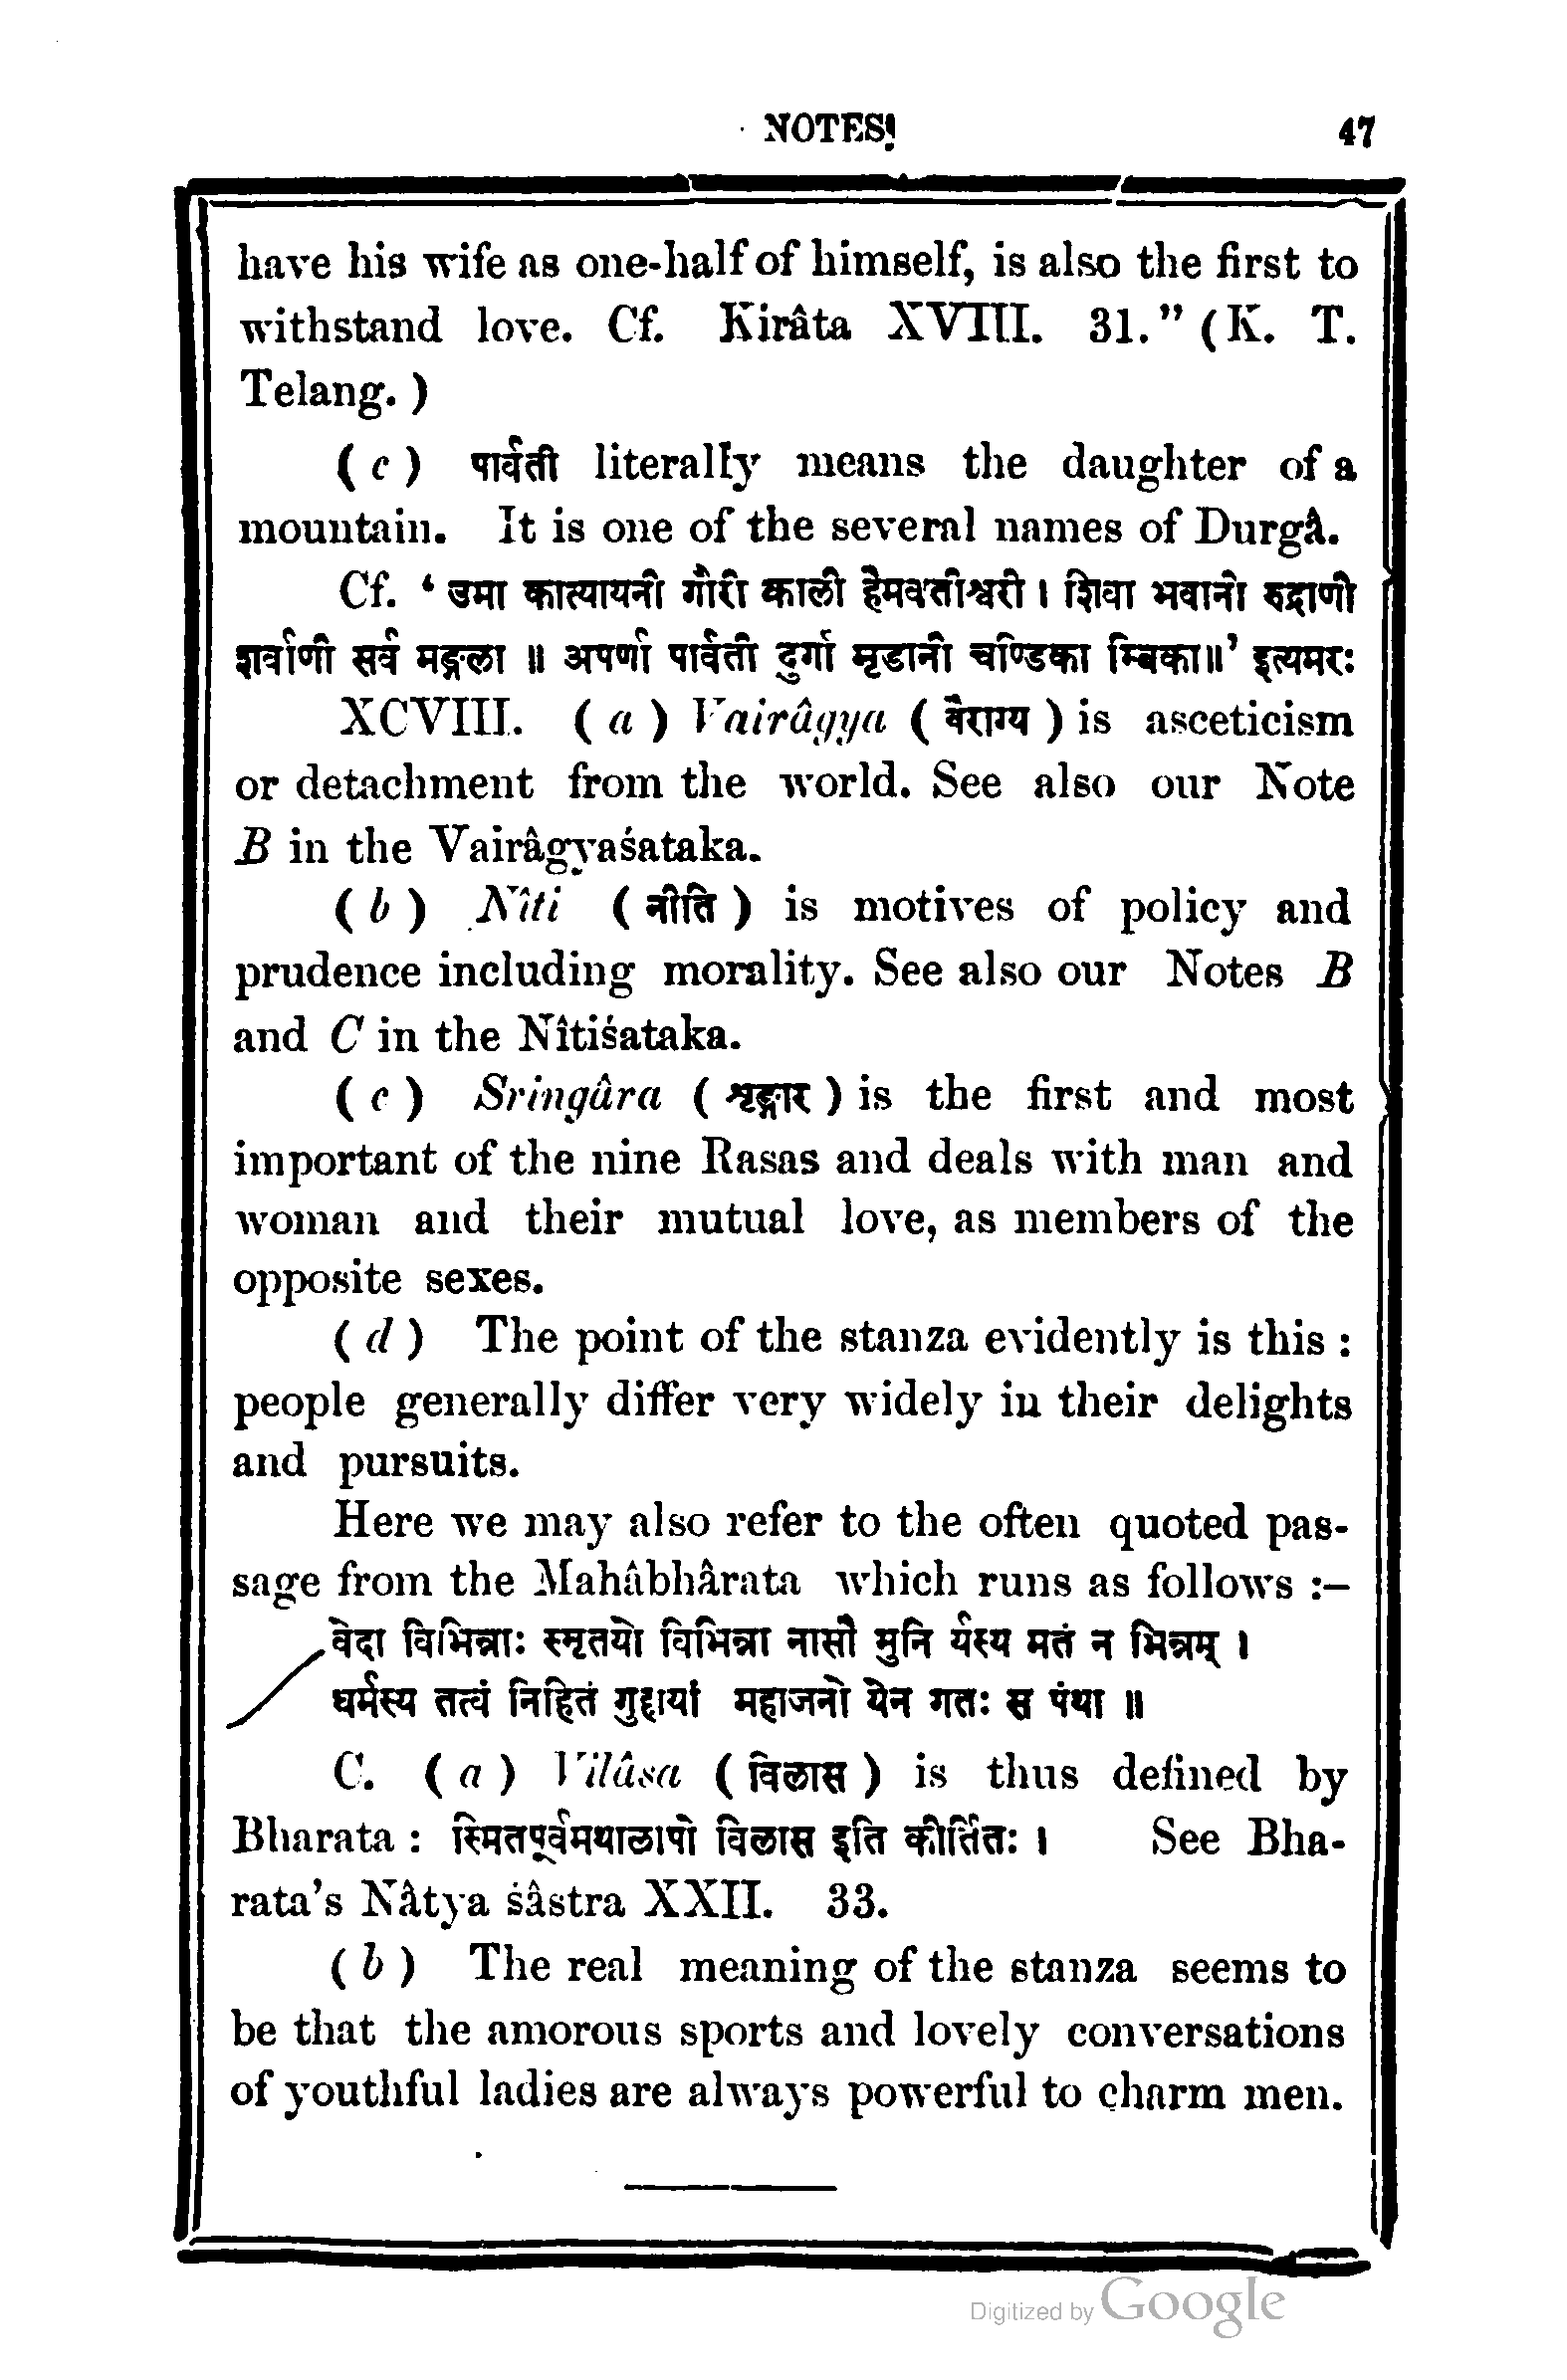 NOTES.
47
have his wife as one-half of himself, is also the first to
withstand love. Cf. Kirâta XVIII. 31.” (K. T.
Telang. )
( c ) पार्वती literally means the daughter of a
mountain. It is one of the several names of Durgâ.
Cf. ‘ उमा कात्यायनी गौरी काली हैमवतीश्वरी । शिवा भवानी रुद्राणी
शर्वाणी सर्व मङ्गला ॥ अपर्णा पार्वती दुर्गा मृडानी चण्डिका म्बिका॥’ इत्यमरः
XCVIII. ( a ) Vairâgya ( वैराग्य ) is asceticism
or detachment from the world. See also our Note
B in the Vairâgyaśataka.
( b ) Nîti ( नीति ) is motives of policy and
prudence including morality. See also our Notes B
and C in the Nîtiśataka.
( c ) Sringâra ( शृङ्गार ) is the first and most
important of the nine Rasas and deals with man and
woman and their mutual love, as members of the
opposite sexes.
( d ) The point of the stanza evidently is this :
people generally differ very widely in their delights
and pursuits.
Here we may also refer to the often quoted pas-
sage from the Mahâbhârata which runs as follows :–
वेदा विभिन्नाः स्मृतयो विभिन्ना नासौ मुनि र्यस्य मतं न भिन्नम् ।
धर्मस्य तत्वं निहितं गुहायां महाजनो येन गतः स पंथा ॥
C. ( a ) Vilâsa ( विलास ) is thus defined by
Bharata : स्मितपूर्वमथालापो विलास इति कीर्तितः । See Bha-
rata’s Nâtya śâstra XXII. 33.
( b ) The real meaning of the stanza seems to
be that the amorous sports and lovely conversations
of youthful ladies are always powerful to charm men.
Digitized by Google